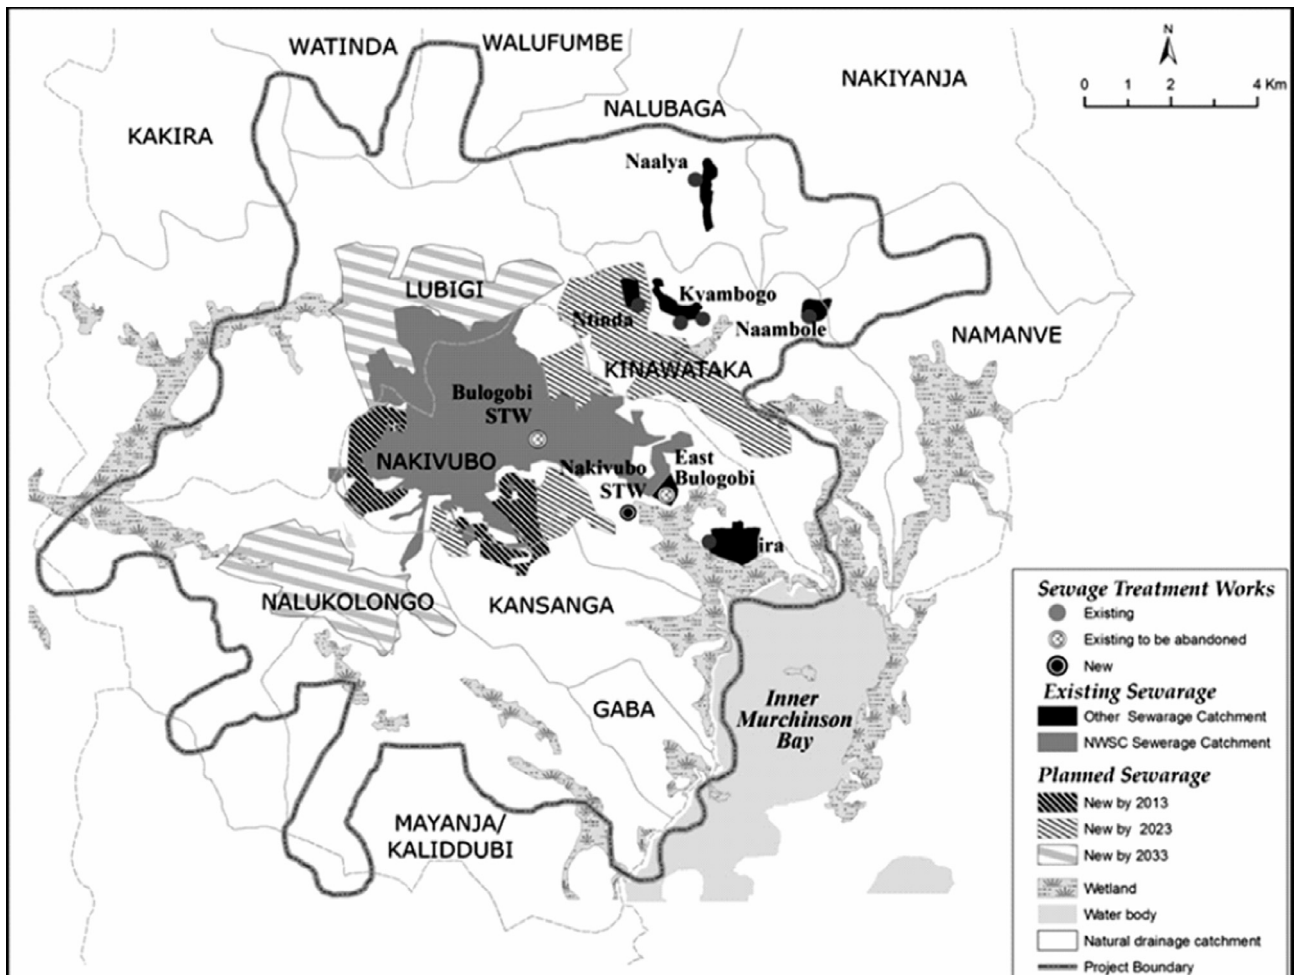 WATINDA
WALUFUMBE
N
NAKIYANJA
0 1 2 4 Km
NALUBAGA
KAKIRA
Naalya
LUBIGI
Kyambogo
Ntinda
Naambole
NAMANVE
KINAWATAKA
Bulogobi
STW
NAKIVUBO
Nakivubo
STW
East
Bulogobi
ira
NALUKOLONGO
KANSANGA
GABA
Inner
Murchinson
Bay
MAYANJA/
KALIDDUBI
Sewage Treatment Works
Existing
Existing to be abandoned
New
Existing Sewarage
Other Sewarage Catchment
NWSC Sewerage Catchment
Planned Sewarage
New by 2013
New by 2023
New by 2033
Wetland
Water body
Natural drainage catchment
Project Boundary